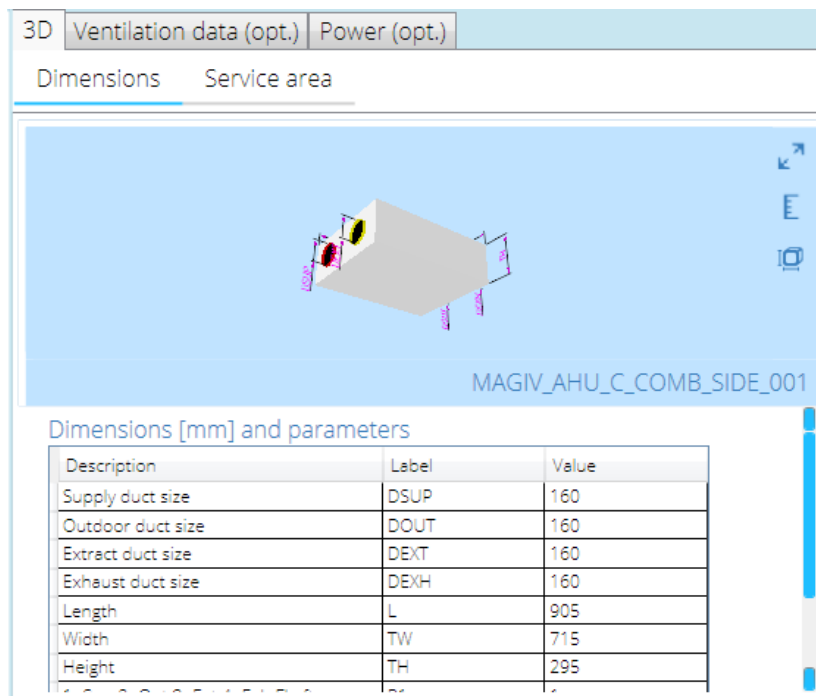 3D Ventilation data (opt.) Power (opt.)
Dimensions Service area
TH
MAGIV_AHU_C_COMB_SIDE_001
Dimensions [mm] and parameters
Description Label Value
Supply duct size DSUP 160
Outdoor duct size DOUT 160
Extract duct size DEXT 160
Exhaust duct size DEXH 160
Length L 905
Width TW 715
Height TH 295